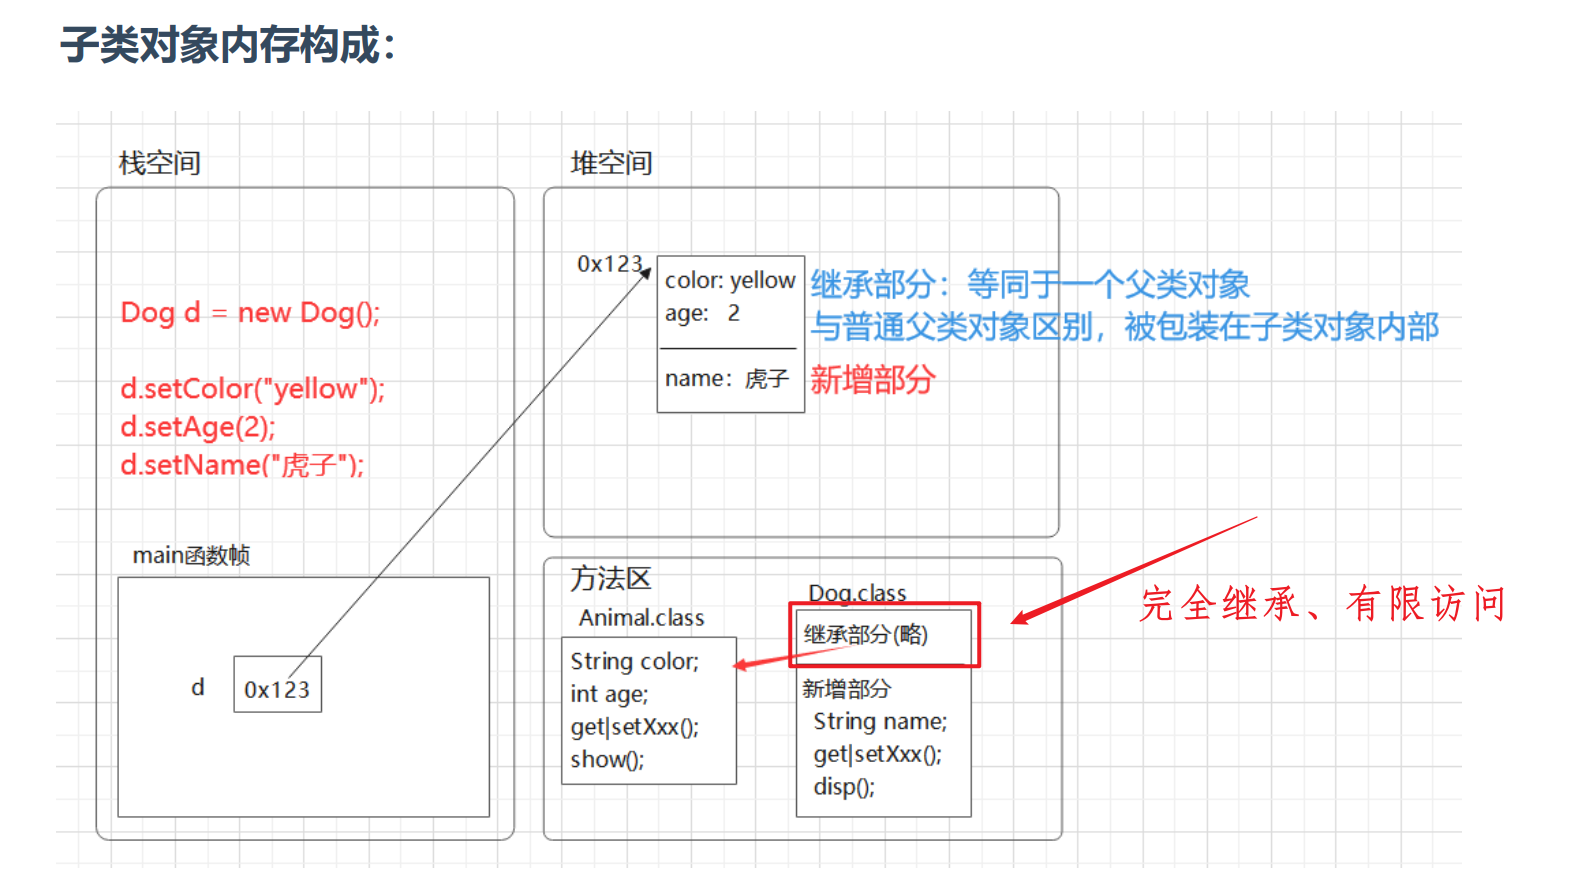 子类对象内存构成：
栈空间
Dog d = new Dog();
d.setColor("yellow");
d.setAge(2);
d.setName("虎子");
main函数帧
d
0x123
堆空间
0x123
color: yellow
age: 2
name：虎子
继承部分：等同于一个父类对象
与普通父类对象区别，被包装在子类对象内部
新增部分
方法区
Animal.class
String color;
int age;
get|setXxx();
show();
Dog.class
继承部分(略)
新增部分
String name;
get|setXxx();
disp();
完全继承、有限访问